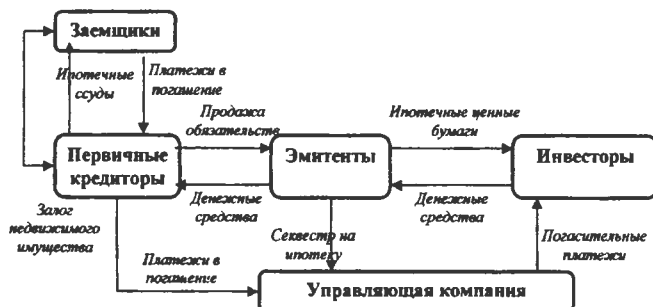 Заемщики
Ипотечные
ссуды
Платежи в
погашение
Продажа
обязательств
Ипотечные ценные
бумаги
Первичные
кредиторы
Эмитенты
Инвесторы
Залог
недвижимого
имущества
Денежные
средства
Денежные
средства
Секвестр на
ипотеку
Погасительные
платежи
Платежи в
погашение
Управляющая компания